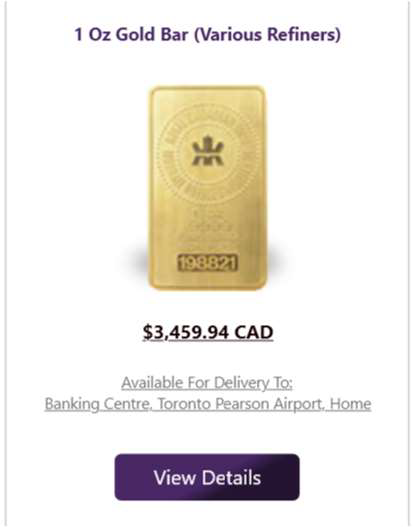 1 Oz Gold Bar (Various Refiners)
198821
$3,459.94 CAD
Available For Delivery To:
Banking Centre, Toronto Pearson Airport, Home
View Details